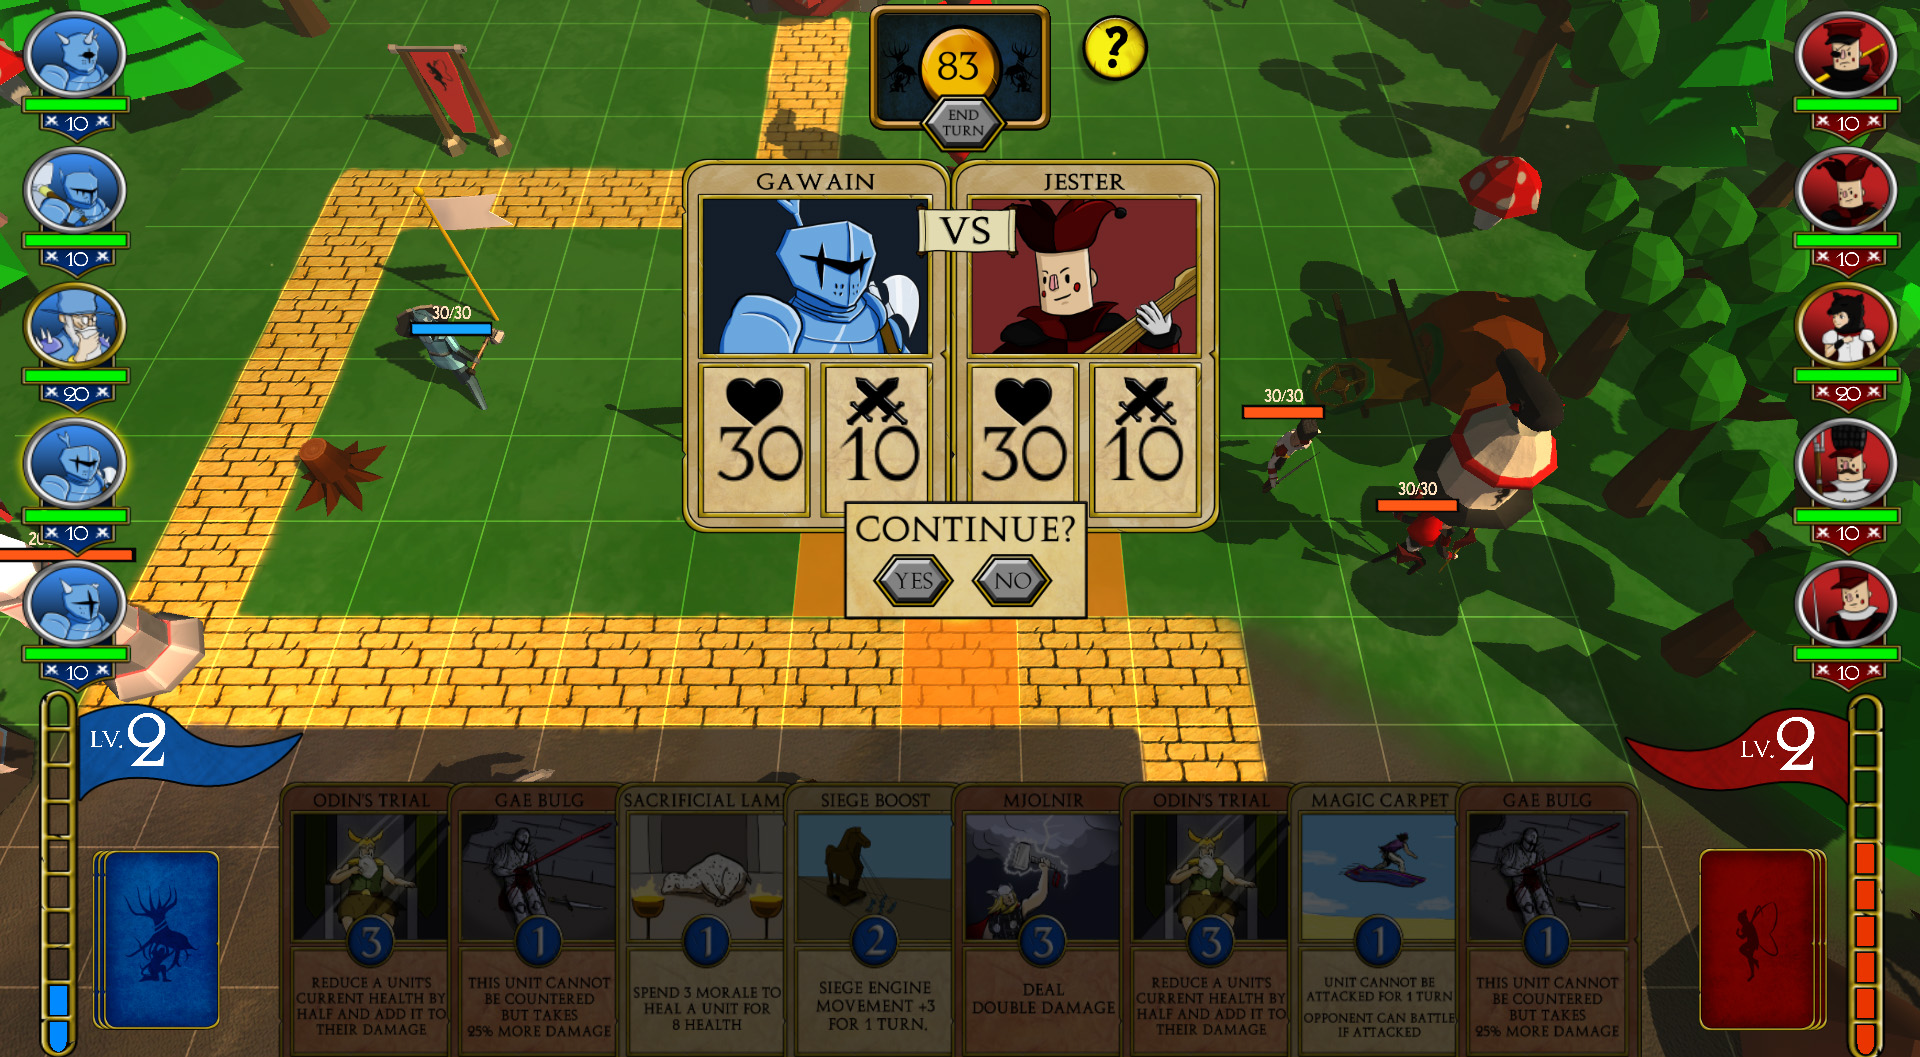 83
?
END
TURN
GAWAIN
VS
JESTER
30
10
30
10
CONTINUE?
YES
NO
10
10
20
10
10
10
10
20
10
10
30/30
30/30
30/30
LV. 2
LV. 2
ODIN'S TRIAL
3
REDUCE A UNITS
CURRENT HEALTH BY
HALF AND ADD IT TO
THEIR DAMAGE
GAE BULG
1
THIS UNIT CANNOT
BE COUNTERED
BUT TAKES
25% MORE DAMAGE
SACRIFICIAL LAM
1
SPEND 3 MORALE TO
HEAL A UNIT FOR
8 HEALTH
SIEGE BOOST
2
SIEGE ENGINE
MOVEMENT +3
FOR 1 TURN.
MJOLNIR
3
DEAL
DOUBLE DAMAGE
ODIN'S TRIAL
3
REDUCE A UNITS
CURRENT HEALTH BY
HALF AND ADD IT TO
THEIR DAMAGE
MAGIC CARPET
1
UNIT CANNOT BE
ATTACKED FOR 1 TURN
OPPONENT CAN BATTLE
IF ATTACKED
GAE BULG
1
THIS UNIT CANNOT
BE COUNTERED
BUT TAKES
25% MORE DAMAGE